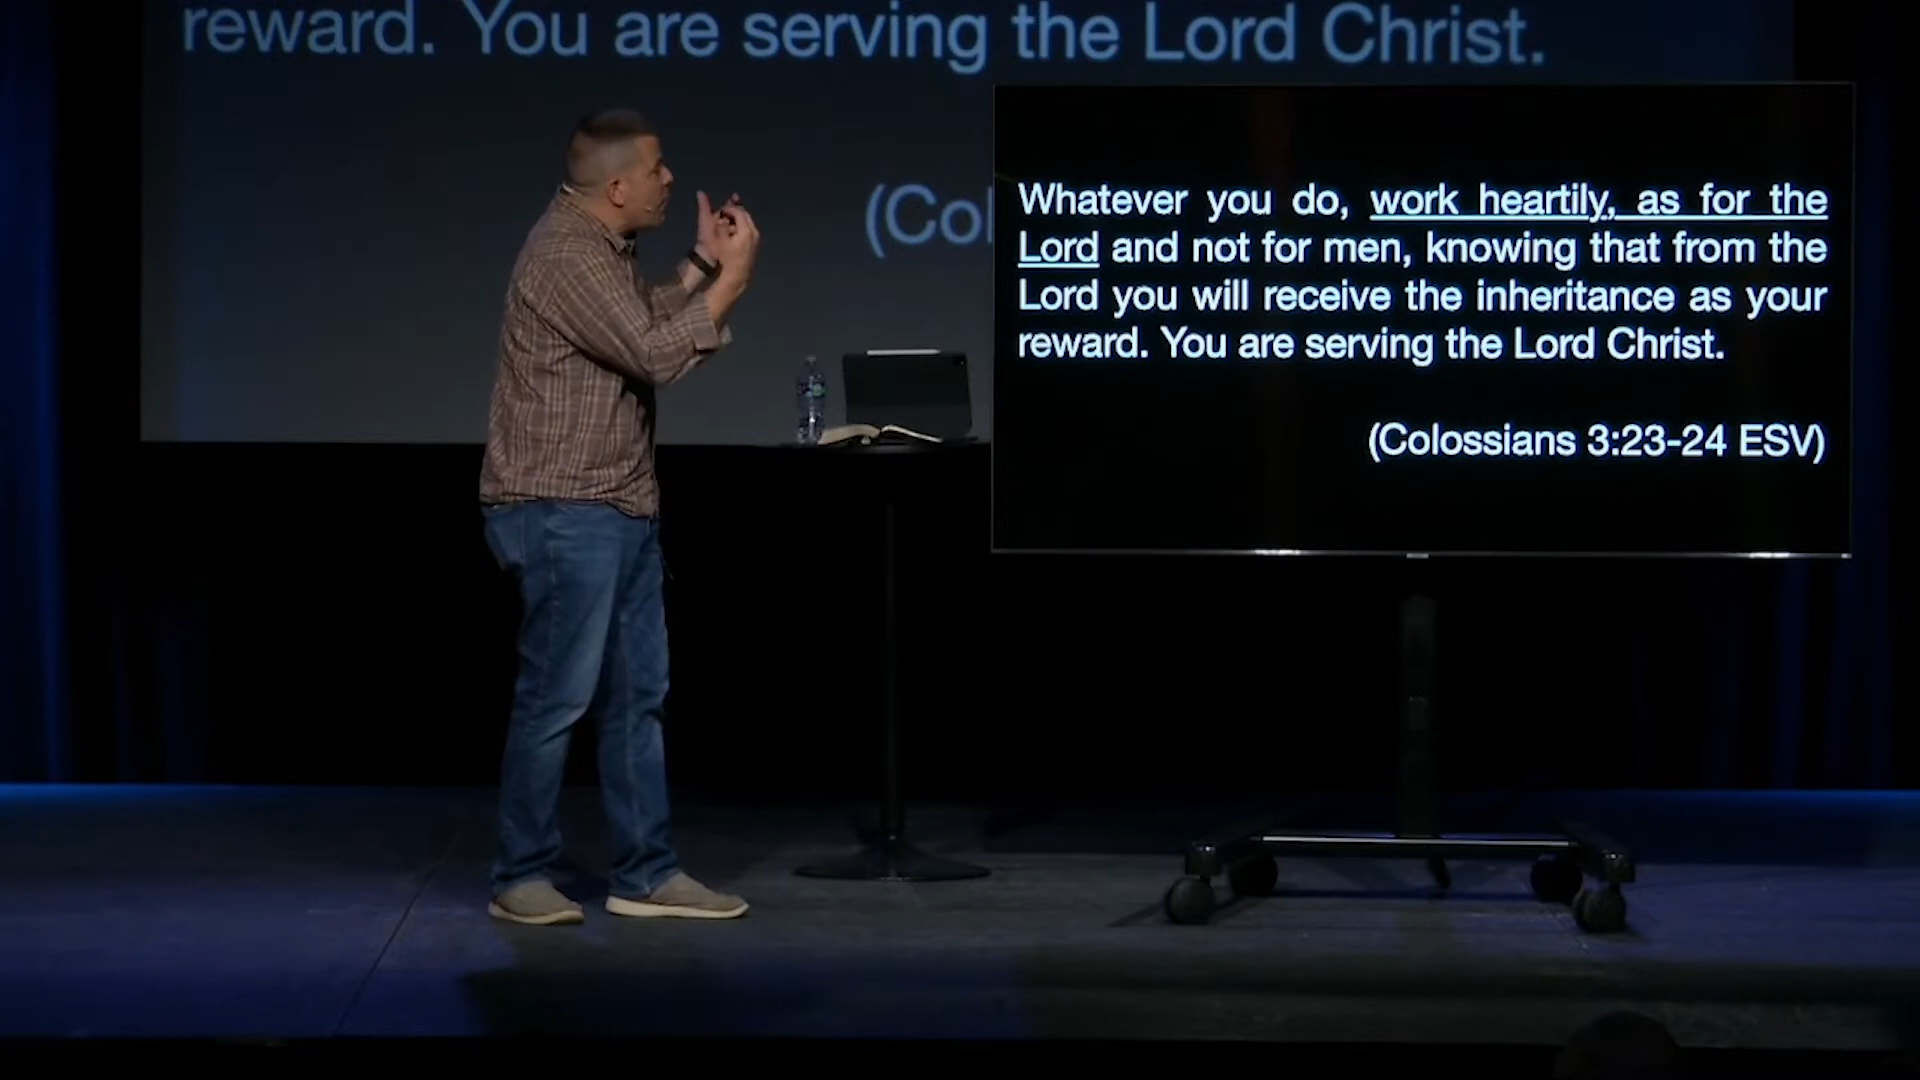 reward. You are serving the Lord Christ.
(Col
Whatever you do, work heartily, as for the
Lord and not for men, knowing that from the
Lord you will receive the inheritance as your
reward. You are serving the Lord Christ.
(Colossians 3:23-24 ESV)